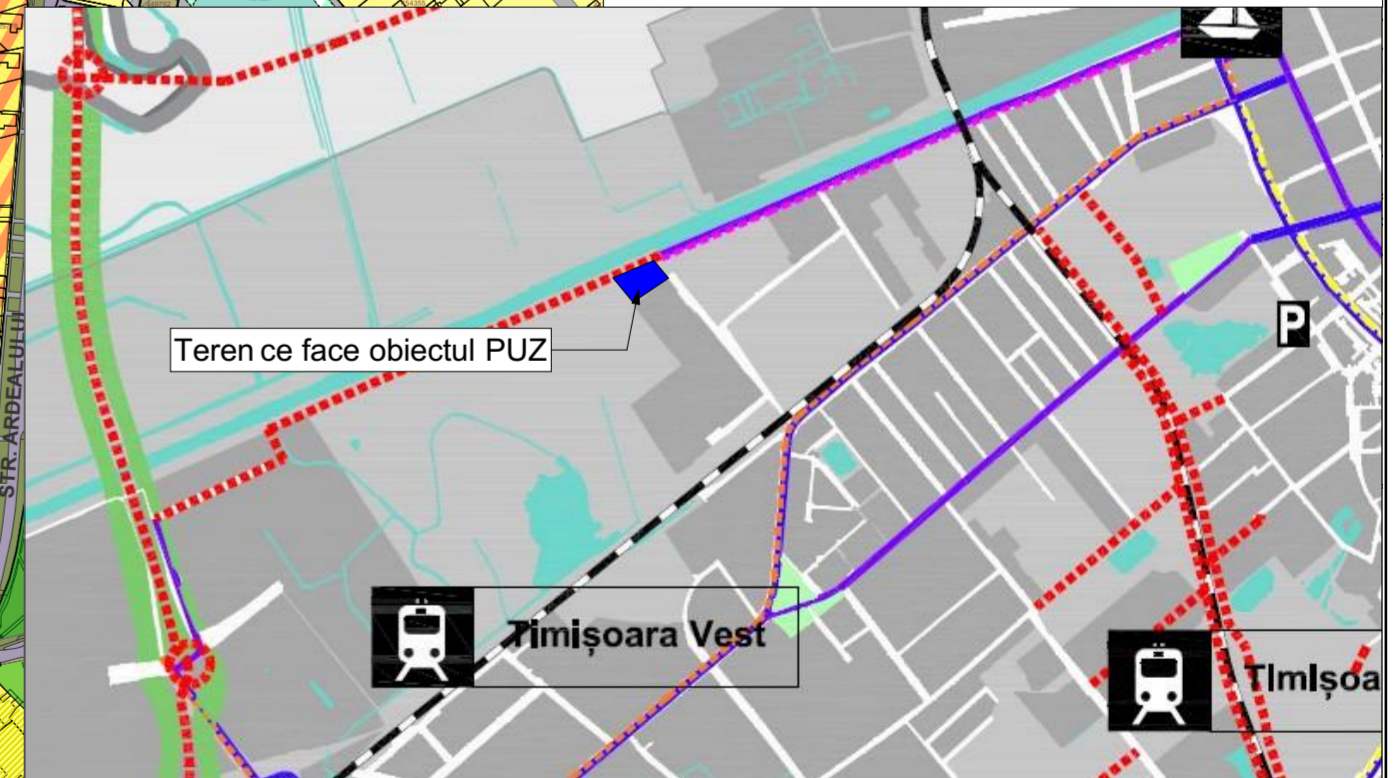 Teren ce face obiectul PUZ
STR. ARDEALULUI
P
Timișoara Vest
TImIșoa